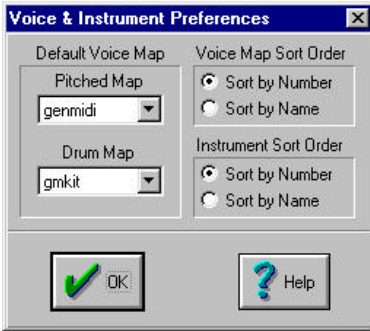 Voice & Instrument Preferences
Default Voice Map
Pitched Map
genmidi
Drum Map
gmkit
Voice Map Sort Order
Sort by Number
Sort by Name
Instrument Sort Order
Sort by Number
Sort by Name
OK
Help